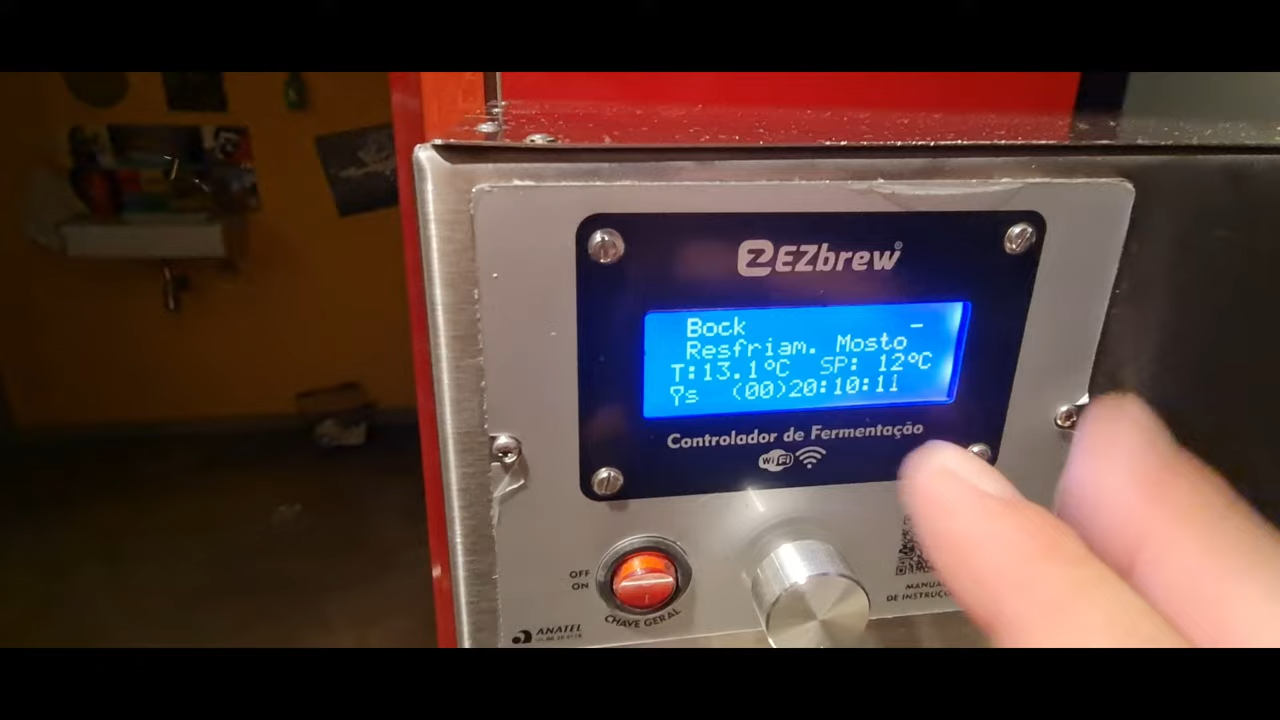 EZbrew®
Bock
Resfriam. Mosto
T:13.1°C SP: 12°C
s (00)20:10:11
Controlador de Fermentação
WiFi
OFF
ON
CHAVE GERAL
ANATEL
MANUAL
DE INSTRUÇ